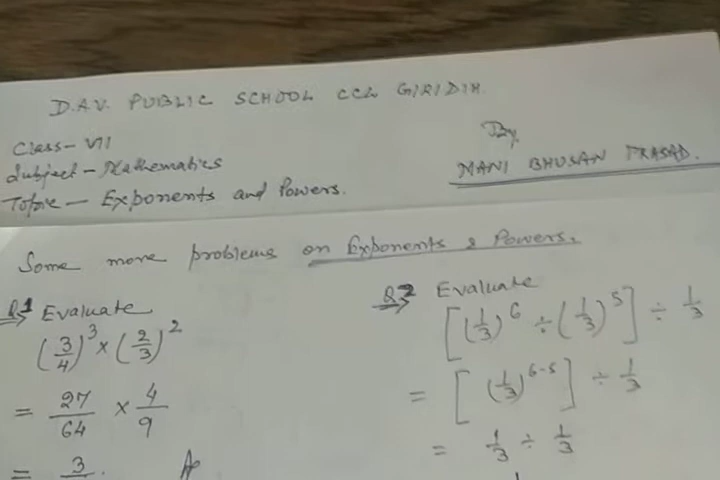 D.A.V. PUBLIC SCHOOL CCL GIRIDIH.
Class - VII
Subject - Mathematics
Topic - Exponents and Powers.
By
MANI BHUSAN PRASAD.
Some more problems on Exponents & Powers.
Q1 Evaluate
(3/4)^3 × (2/3)^2
= 27/64 × 4/9
= 3
Q2 Evaluate
[(1/3)^6 ÷ (1/3)^5] ÷ 1/3
= [(1/3)^6-5] ÷ 1/3
= 1/3 ÷ 1/3